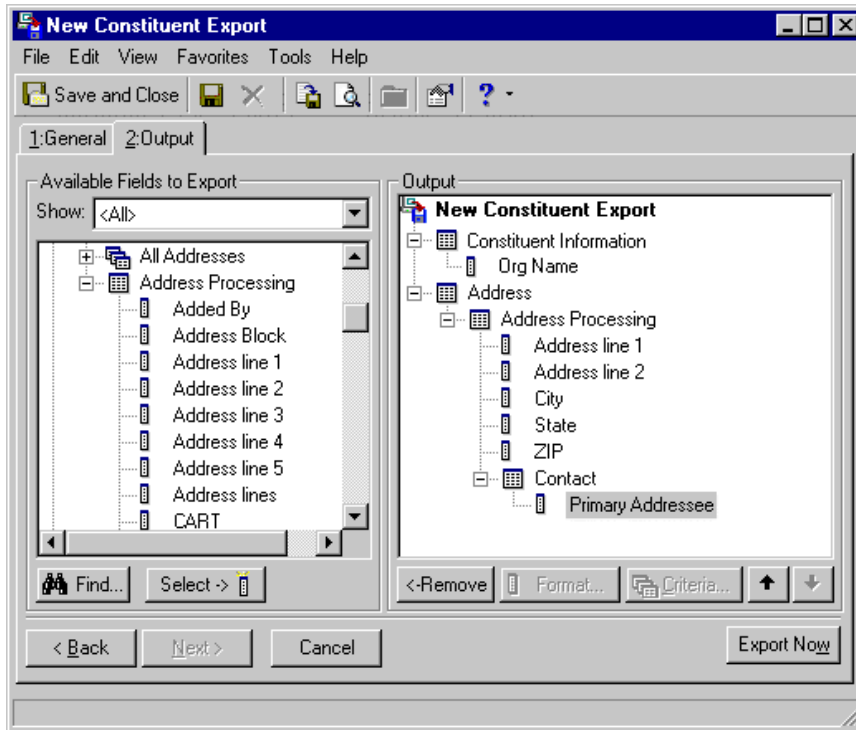 New Constituent Export
File Edit View Favorites Tools Help
Save and Close ?
1:General 2:Output
Available Fields to Export
Show: <All>
All Addresses
Address Processing
Added By
Address Block
Address line 1
Address line 2
Address line 3
Address line 4
Address line 5
Address lines
CART
Find... Select ->
Output
New Constituent Export
Constituent Information
Org Name
Address
Address Processing
Address line 1
Address line 2
City
State
ZIP
Contact
Primary Addressee
<-Remove Format... Criteria...
< Back Next > Cancel Export Now